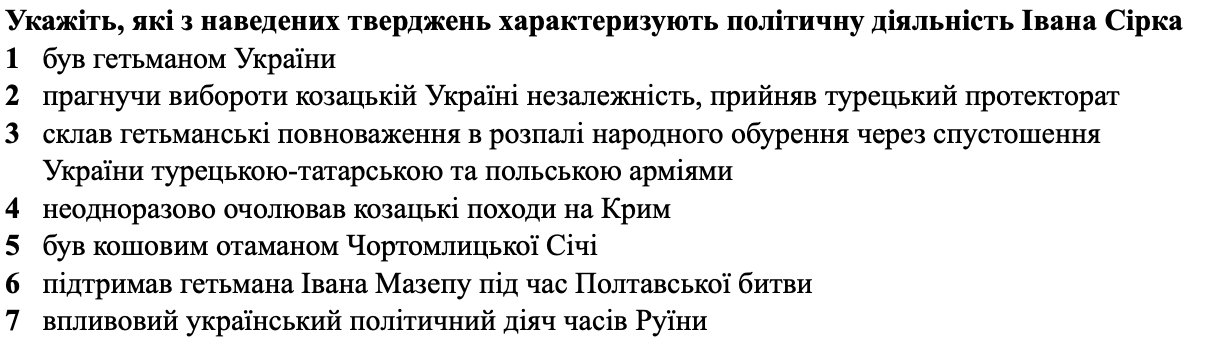 Укажіть, які з наведених тверджень характеризують політичну діяльність Івана Сірка
1 був гетьманом України
2 прагнучи вибороти козацькій Україні незалежність, прийняв турецький протекторат
3 склав гетьманські повноваження в розпалі народного обурення через спустошення
України турецькою-татарською та польською арміями
4 неодноразово очолював козацькі походи на Крим
5 був кошовим отаманом Чортомлицької Січі
6 підтримав гетьмана Івана Мазепу під час Полтавської битви
7 впливовий український політичний діяч часів Руїни